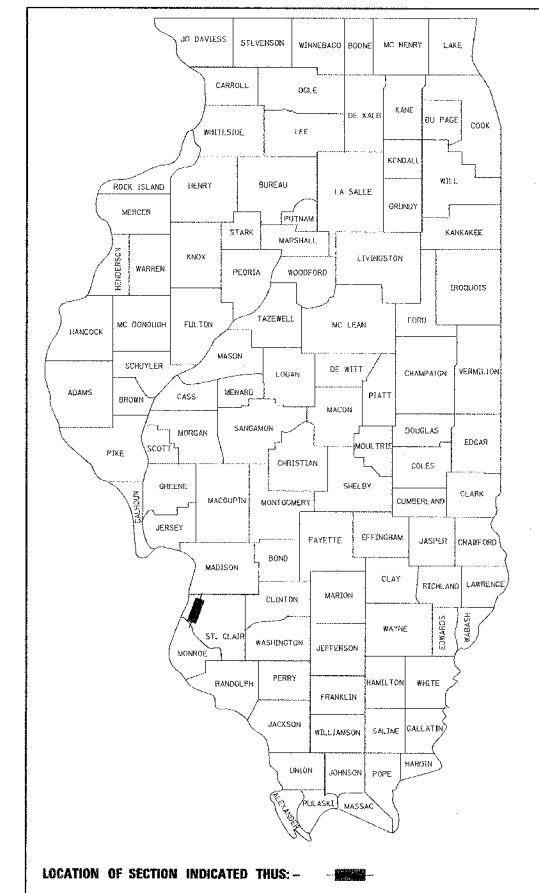 JO DAVIESS STEVENSON WINNEBAGO BOONE MC HENRY LAKE
CARROLL OGLE DE KALB KANE DU PAGE COOK
WHITESIDE LEE KENDALL WILL
ROCK ISLAND HENRY BUREAU LA SALLE GRUNDY
MERCER PUTNAM KANKAKEE
HENDERSON WARREN KNOX STARK MARSHALL LIVINGSTON
PEORIA WOODFORD IROQUOIS
HANCOCK MC DONOUGH FULTON TAZEWELL MC LEAN FORD
SCHUYLER MASON LOGAN DE WITT CHAMPAIGN VERMILION
ADAMS BROWN CASS MENARD MACON PIATT
PIKE SCOTT MORGAN SANGAMON CHRISTIAN MOULTRIE DOUGLAS EDGAR
COLES
CALHOUN GREENE MACOUPIN MONTGOMERY SHELBY CUMBERLAND CLARK
JERSEY FAYETTE EFFINGHAM JASPER CRAWFORD
MADISON BOND CLAY RICHLAND LAWRENCE
CLINTON MARION
ST. CLAIR WASHINGTON JEFFERSON WAYNE EDWARDS WABASH
MONROE
RANDOLPH PERRY HAMILTON WHITE
FRANKLIN
JACKSON WILLIAMSON SALINE GALLATIN
UNION JOHNSON POPE HARDIN
ALEXANDER PULASKI MASSAC
LOCATION OF SECTION INDICATED THUS: -